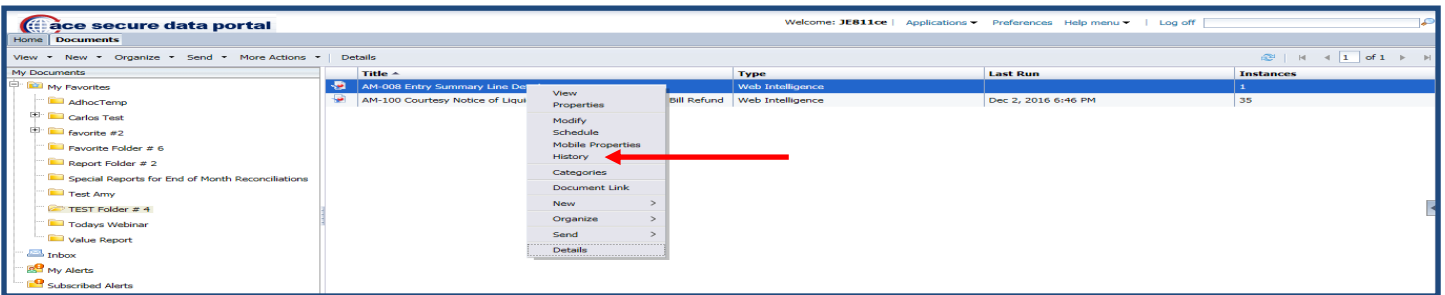 ace secure data portal
Welcome: JE811ce | Applications Preferences Help menu | Log off
Home Documents
View New Organize Send More Actions Details 1 of 1
My Documents Title Type Last Run Instances
My Favorites AM-008 Entry Summary Line De Web Intelligence 1
AdhocTemp AM-100 Courtesy Notice of Liqui Bill Refund Web Intelligence Dec 2, 2016 6:46 PM 35
Carlos Test
favorite #2
Favorite Folder # 6
Report Folder # 2
Special Reports for End of Month Reconciliations
Test Amy
TEST Folder # 4
Todays Webinar
Value Report
Inbox
My Alerts
Subscribed Alerts
View
Properties
Modify
Schedule
Mobile Properties
History
Categories
Document Link
New >
Organize >
Send >
Details